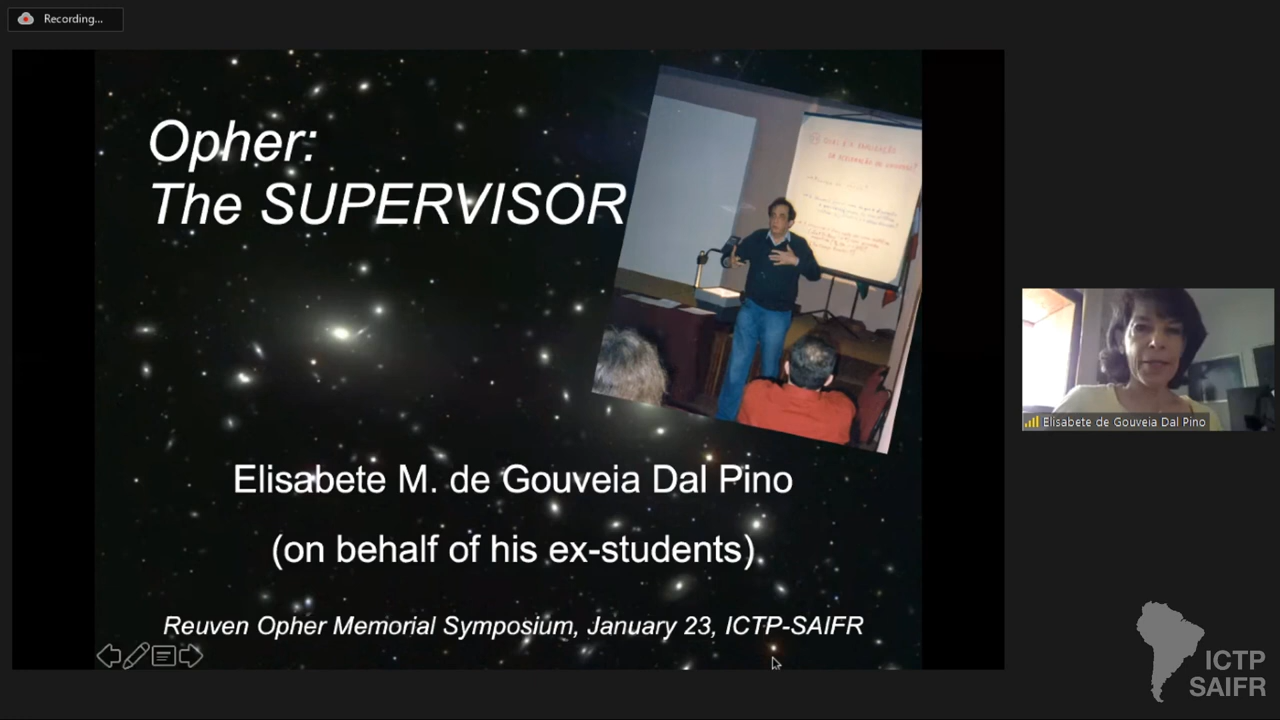 Recording...
Opher:
The SUPERVISOR
Elisabete M. de Gouveia Dal Pino
(on behalf of his ex-students)
Reuven Opher Memorial Symposium, January 23, ICTP-SAIFR
Elisabete de Gouveia Dal Pino
ICTP
SAIFR